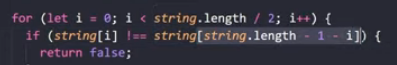 for (let i = 0; i < string.length / 2; i++) {
if (string[i] !== string[string.length - 1 - i]) {
return false;